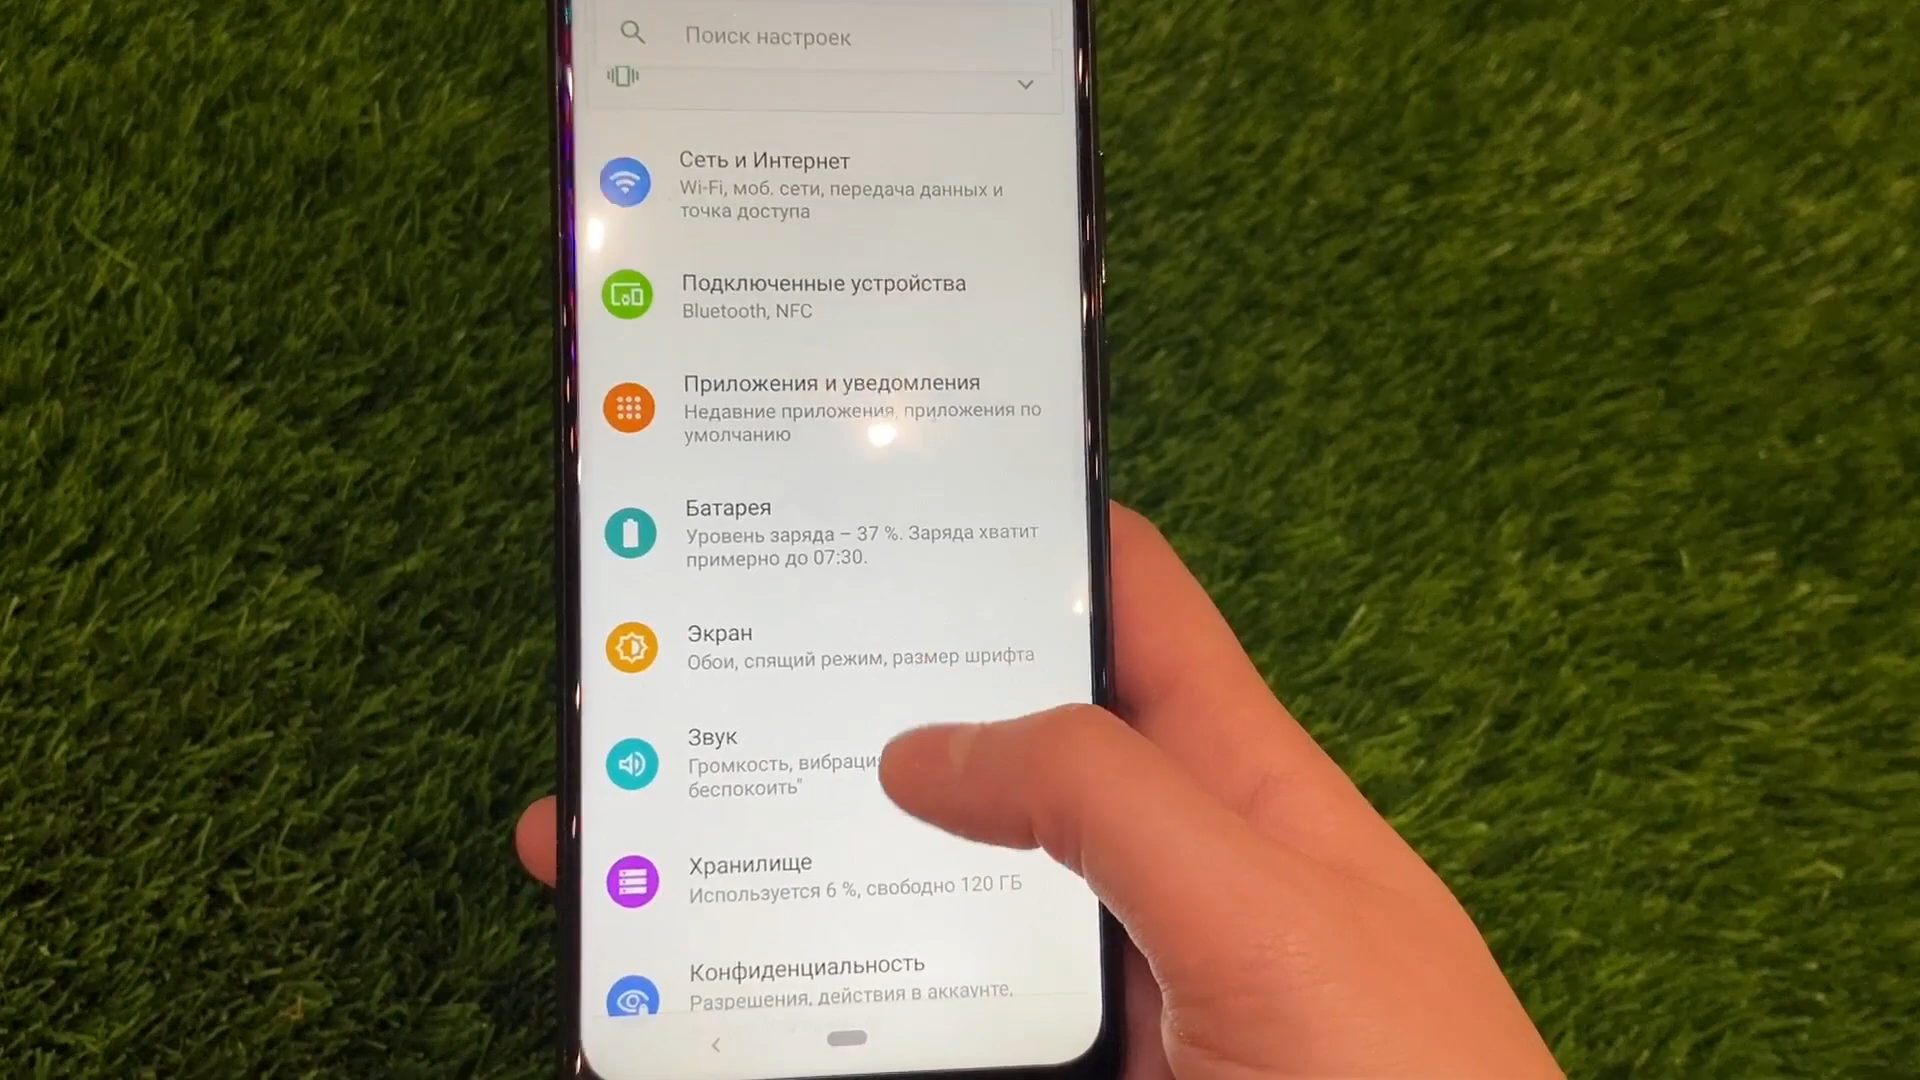 Поиск настроек
Сеть и Интернет
Wi-Fi, моб. сети, передача данных и
точка доступа
Подключенные устройства
Bluetooth, NFC
Приложения и уведомления
Недавние приложения, приложения по
умолчанию
Батарея
Уровень заряда – 37 %. Заряда хватит
примерно до 07:30.
Экран
Обои, спящий режим, размер шрифта
Звук
Громкость, вибрация
беспокоить"
Хранилище
Используется 6 %, свободно 120 ГБ
Конфиденциальность
Разрешения, действия в аккаунте,